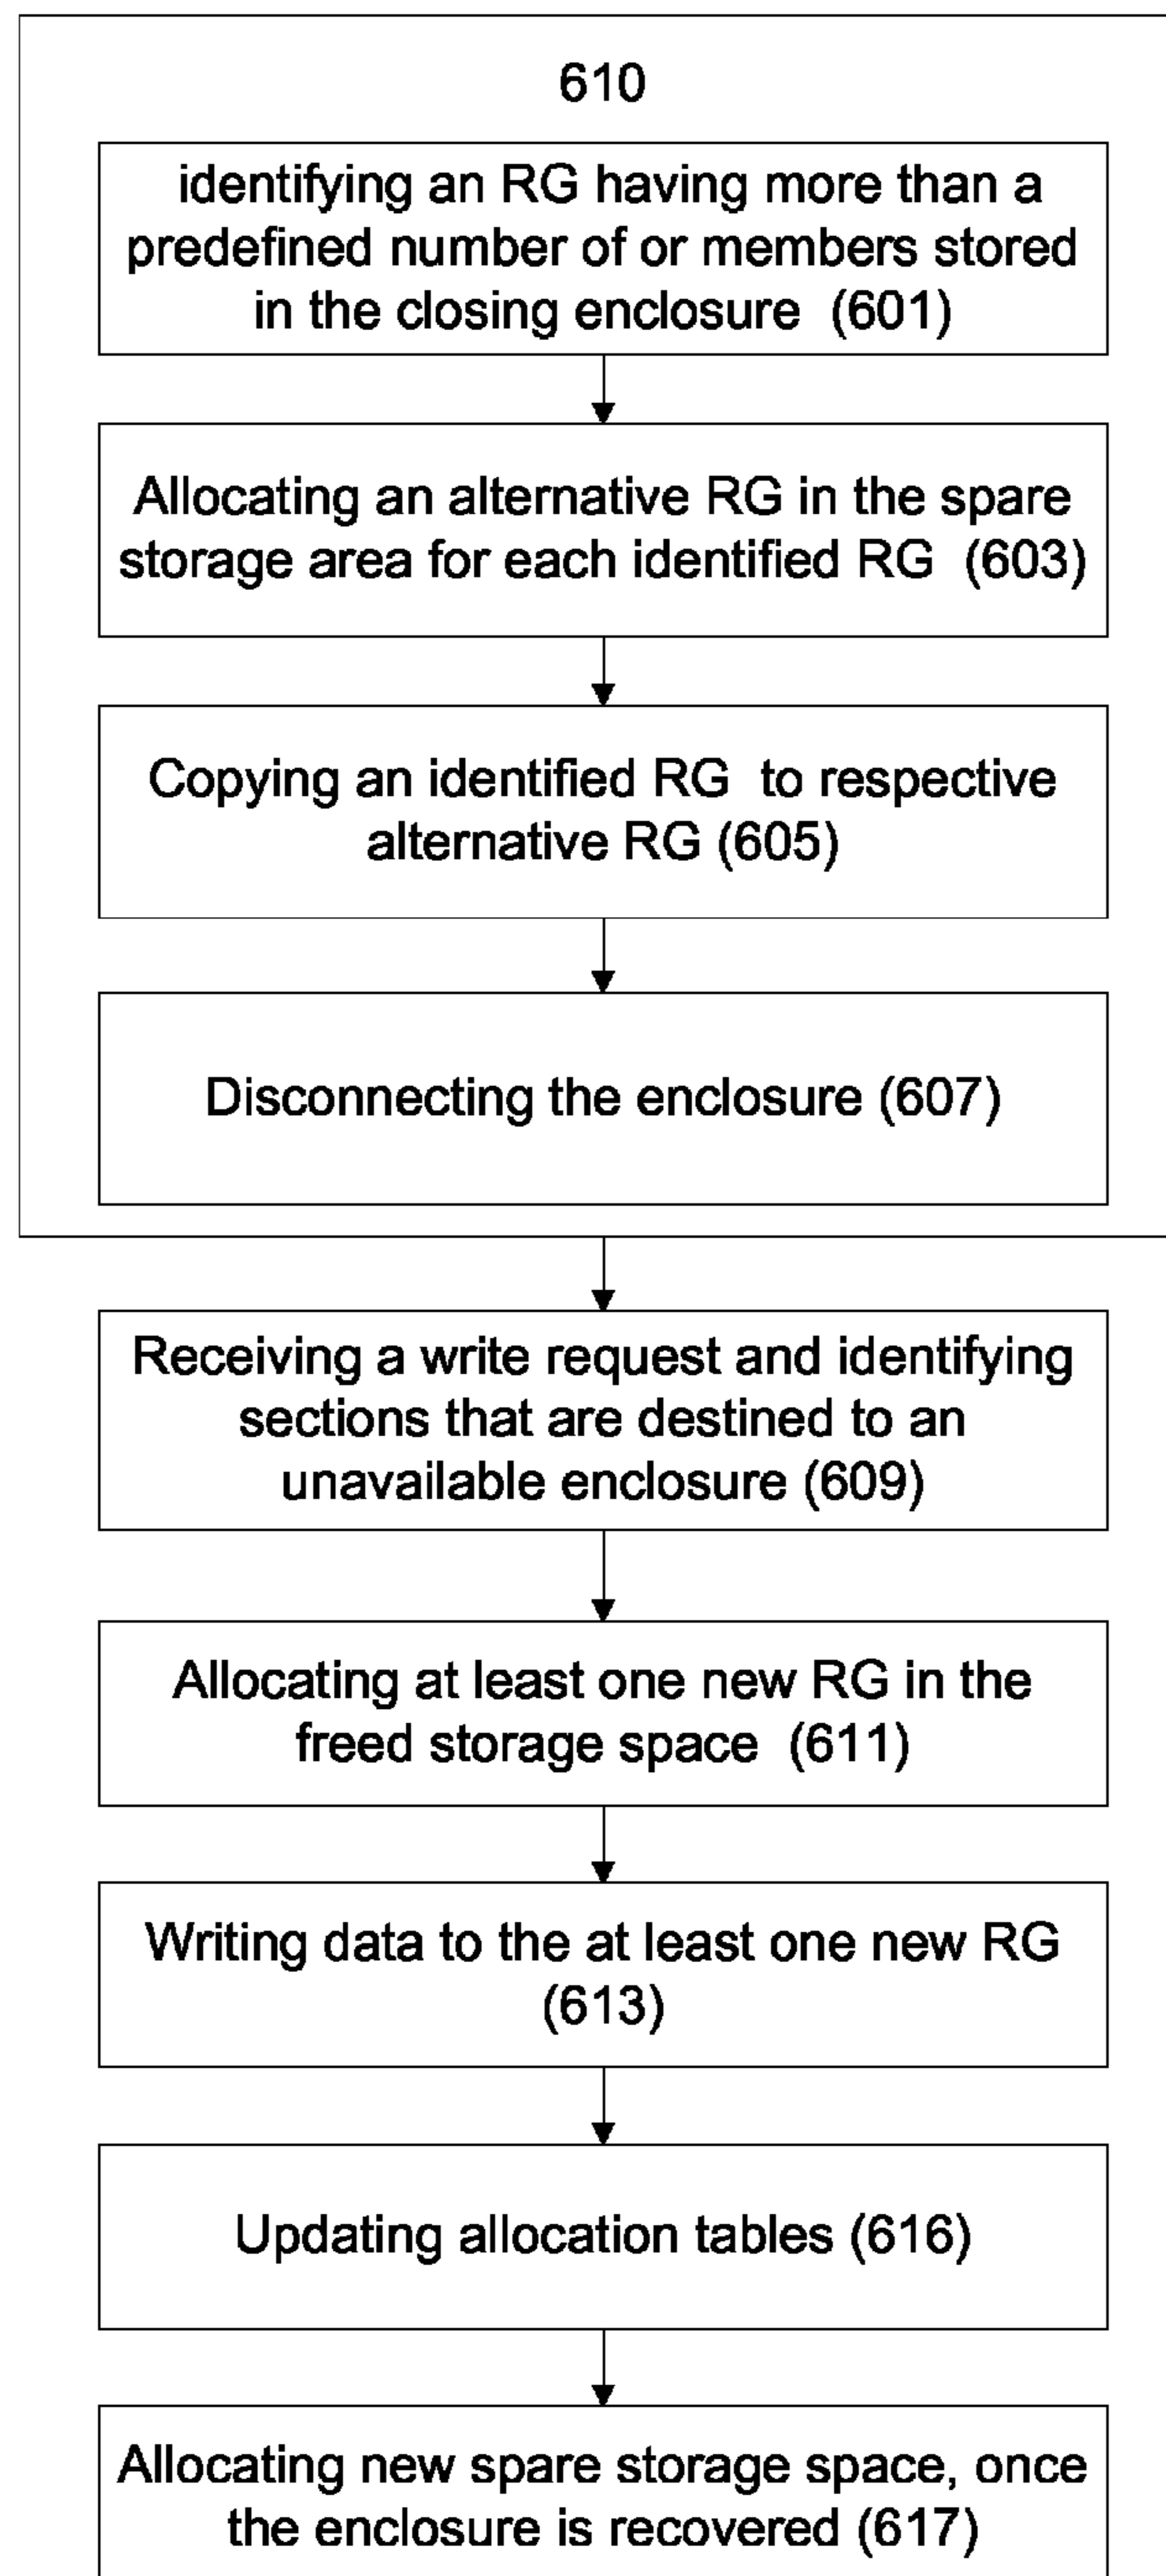 610
identifying an RG having more than a
predefined number of or members stored
in the closing enclosure (601)
Allocating an alternative RG in the spare
storage area for each identified RG (603)
Copying an identified RG to respective
alternative RG (605)
Disconnecting the enclosure (607)
Receiving a write request and identifying
sections that are destined to an
unavailable enclosure (609)
Allocating at least one new RG in the
freed storage space (611)
Writing data to the at least one new RG
(613)
Updating allocation tables (616)
Allocating new spare storage space, once
the enclosure is recovered (617)